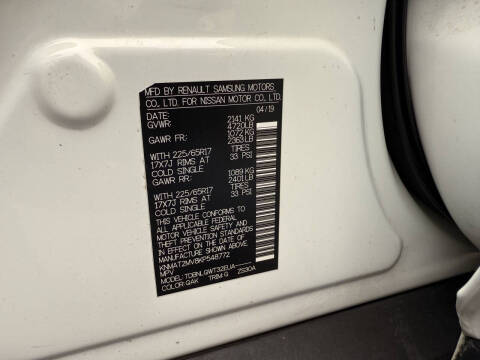 MFD BY RENAULT SAMSUNG MOTORS
CO., LTD. FOR NISSAN MOTOR CO., LTD.
DATE: 04/19
GVWR: 2141 KG
4720LB
GAWR FR: 1072 KG
2363LB
WITH 225/65R17 TIRES
17X7J RIMS AT 33 PSI
COLD SINGLE
GAWR RR: 1089 KG
2401LB
WITH 225/65R17 TIRES
17X7J RIMS AT 33 PSI
COLD SINGLE
THIS VEHICLE CONFORMS TO
ALL APPLICABLE FEDERAL
MOTOR VEHICLE SAFETY, BUMPER
AND THEFT PREVENTION STANDARDS
IN EFFECT ON THE DATE OF
MANUFACTURE SHOWN ABOVE
KNMAT2MV8KP548772
MPV
MODEL: TDBNLQWT32EUA-----
COLOR: QAK TRIM: G ZS30A